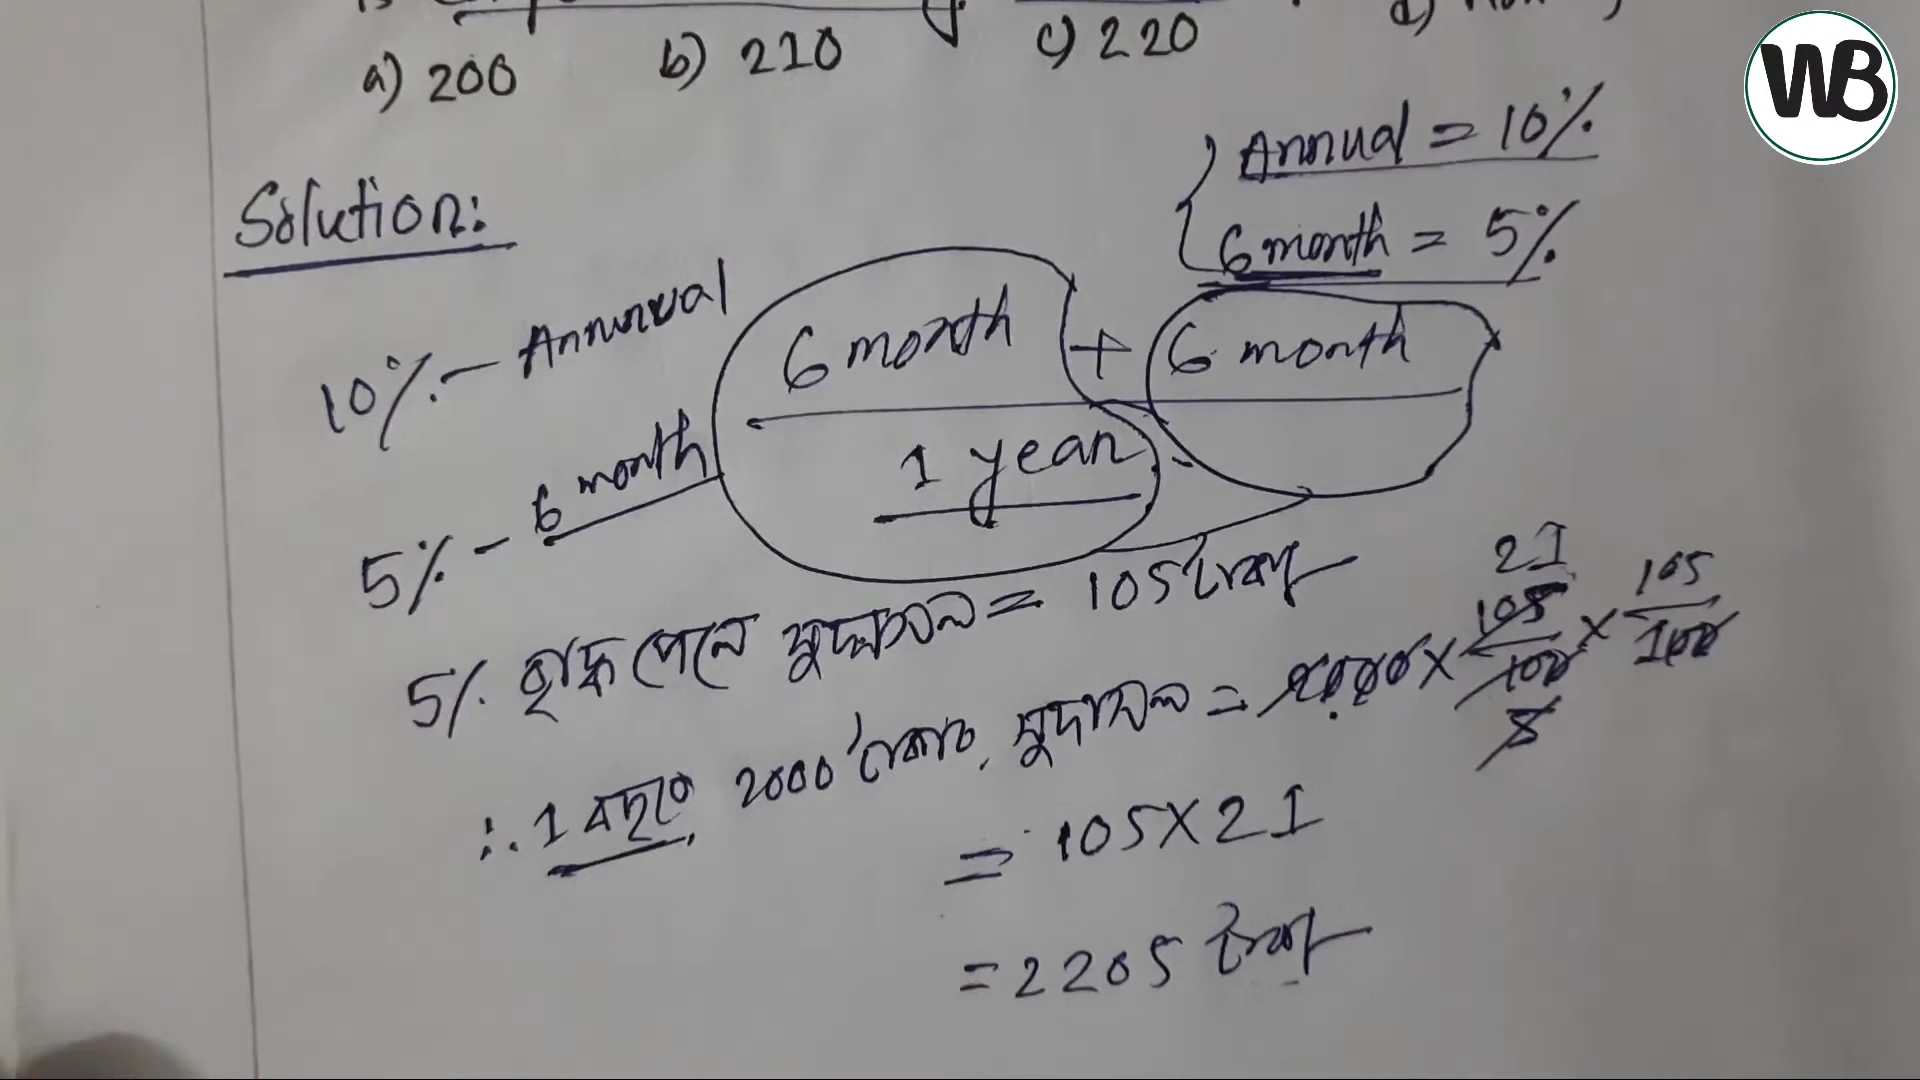 a) 200 b) 210 c) 220 d)
WB
Solution:
Annual = 10%
6 month = 5%
10% - Annual
5% - 6 month
6 month + 6 month
1 year
5% বৃদ্ধি পেলে সুদাসল = 105 টাকা
∴ 1 বছরে 2000 টাকায়, সুদাসল = 2000 × 105/100 × 105/100
21
= 105 × 21
= 2205 টাকা